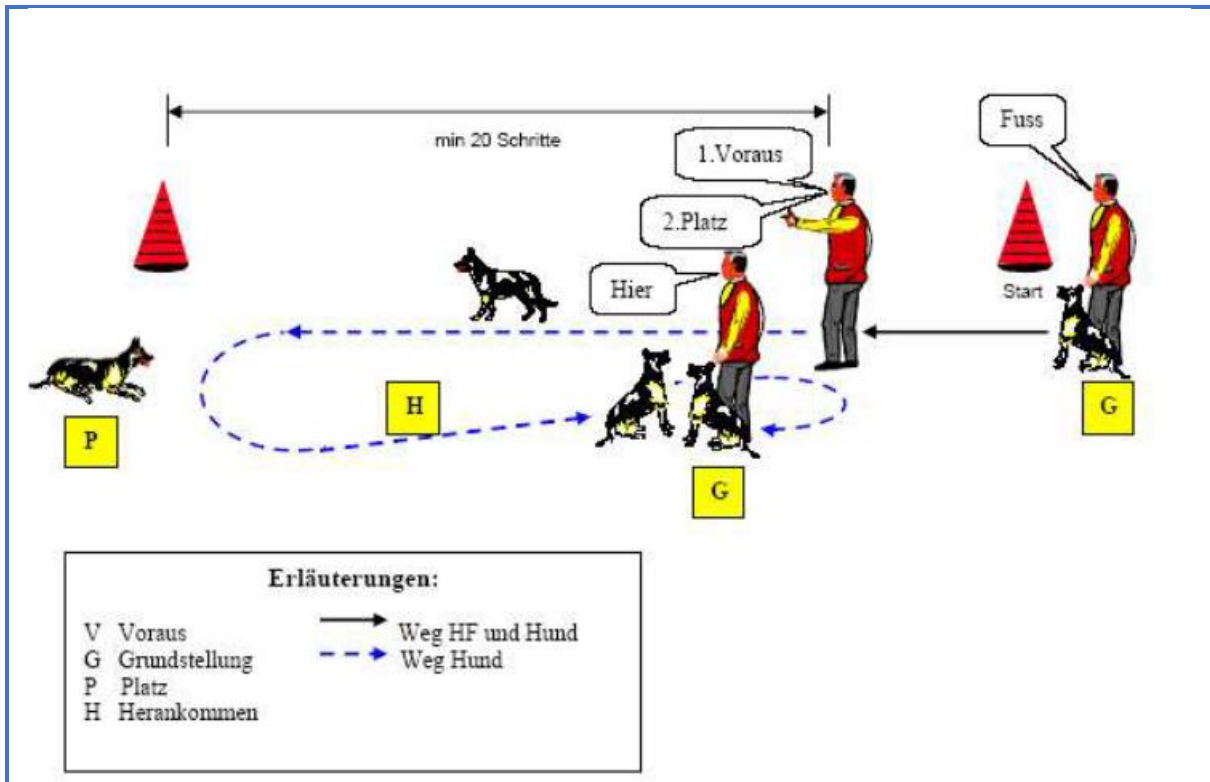 min 20 Schritte
1.Voraus
2.Platz
Fuss
Hier
Start
P
H
G
G
Erläuterungen:
V Voraus
G Grundstellung
P Platz
H Herankommen
Weg HF und Hund
Weg Hund